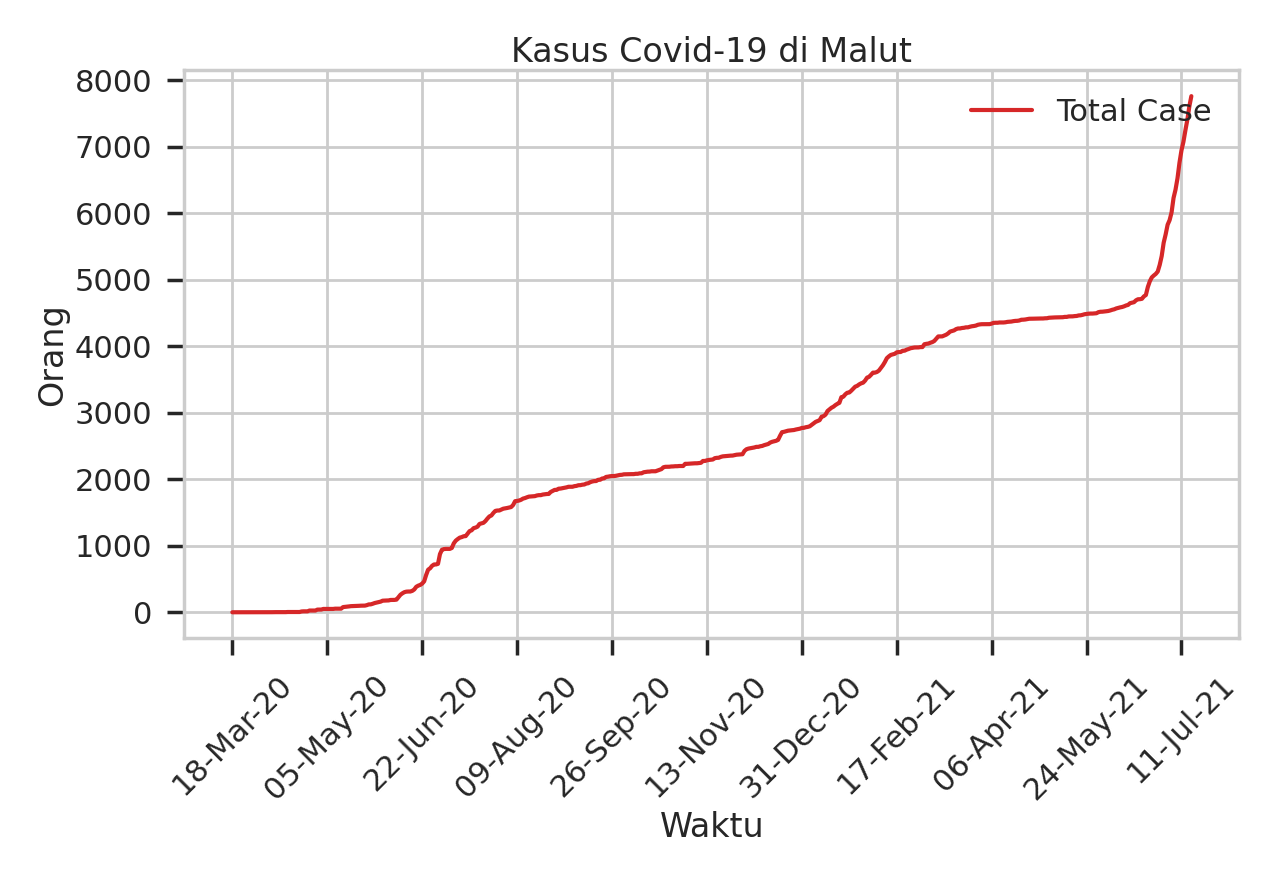 Kasus Covid-19 di Malut
Total Case
8000
7000
6000
5000
4000
3000
2000
1000
0
Orang
18-Mar-20
05-May-20
22-Jun-20
09-Aug-20
26-Sep-20
13-Nov-20
31-Dec-20
17-Feb-21
06-Apr-21
24-May-21
11-Jul-21
Waktu